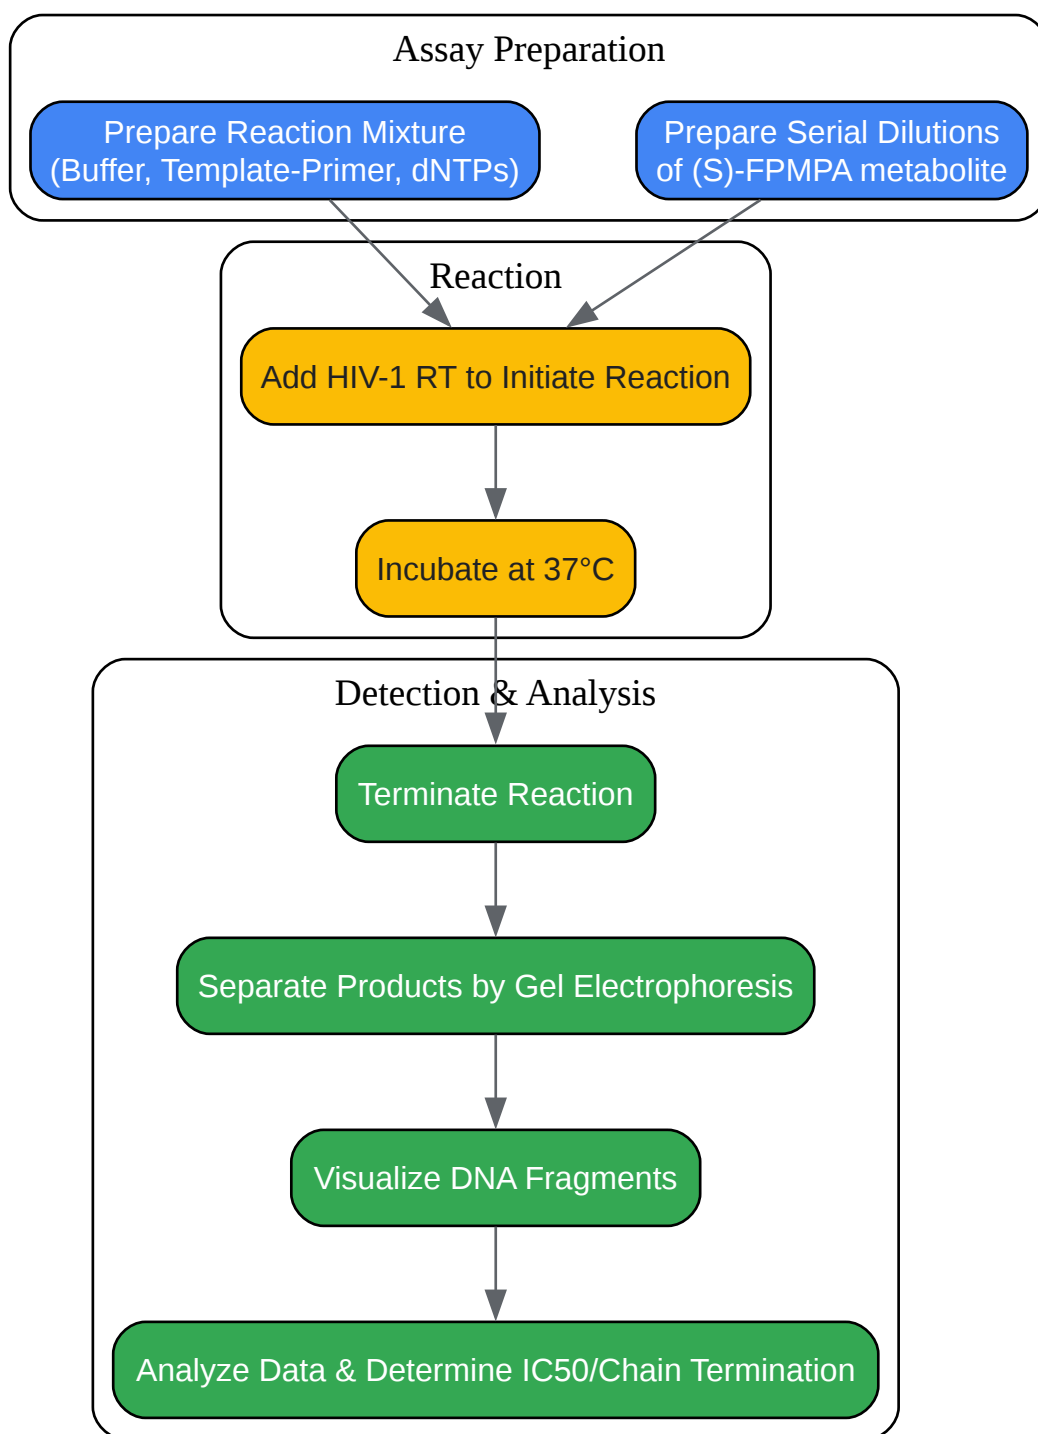 Assay Preparation
Prepare Reaction Mixture
(Buffer, Template-Primer, dNTPs)
Prepare Serial Dilutions
of (S)-FPMPA metabolite
Reaction
Add HIV-1 RT to Initiate Reaction
Incubate at 37°C
Detection & Analysis
Terminate Reaction
Separate Products by Gel Electrophoresis
Visualize DNA Fragments
Analyze Data & Determine IC50/Chain Termination